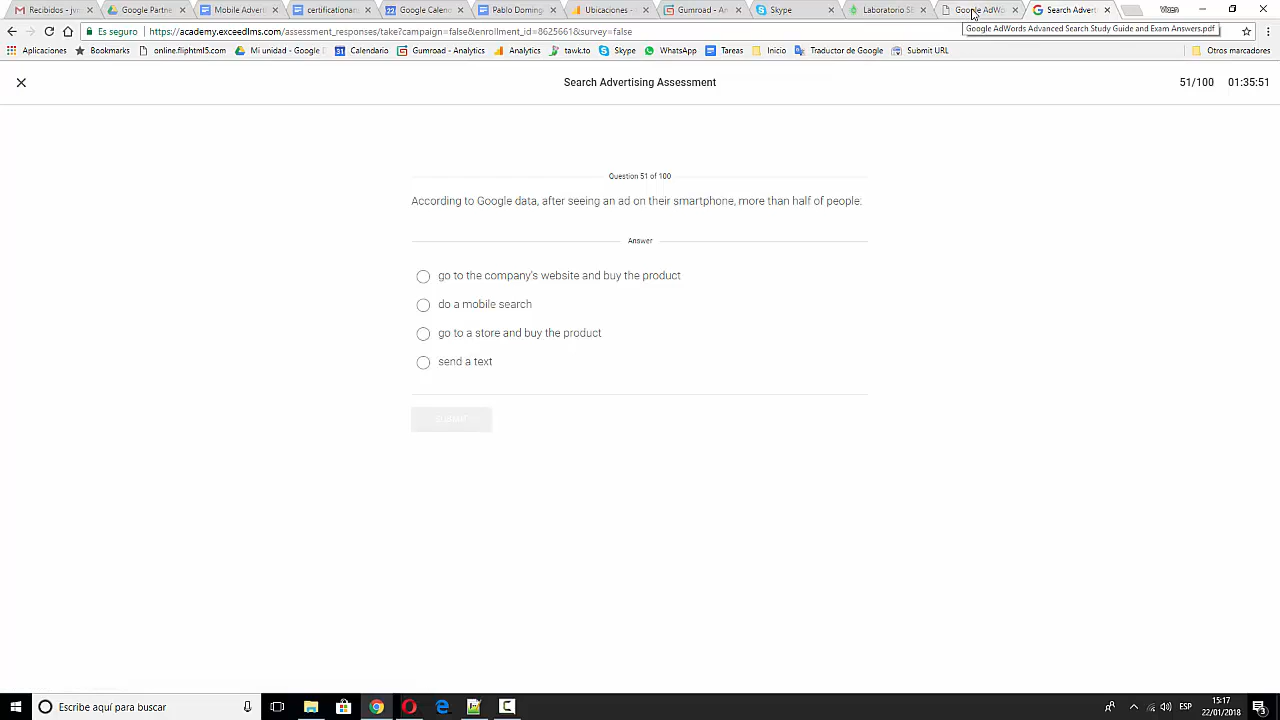 Recibidos - jv
Google Partne
Mobile Advert
certificationan
Google Calend
Pablo Doming
Ubicaciones -
Gumroad - An
Skype
Laboratorio SE
Google AdWo
Search Adverti
Es seguro https://academy.exceedlms.com/assessment_responses/take?campaign=false&enrollment_id=8625661&survey=false
Google AdWords Advanced Search Study Guide and Exam Answers.pdf
Aplicaciones Bookmarks online.fliphtml5.com Mi unidad - Google D Calendario Gumroad - Analytics Analytics tawk.to Skype WhatsApp Tareas Inicio Traductor de Google Submit URL Otros marcadores
Search Advertising Assessment
51/100 01:35:51
Question 51 of 100
According to Google data, after seeing an ad on their smartphone, more than half of people:
Answer
go to the company's website and buy the product
do a mobile search
go to a store and buy the product
send a text
SUBMIT
Escribe aquí para buscar
ESP
15:17
22/01/2018